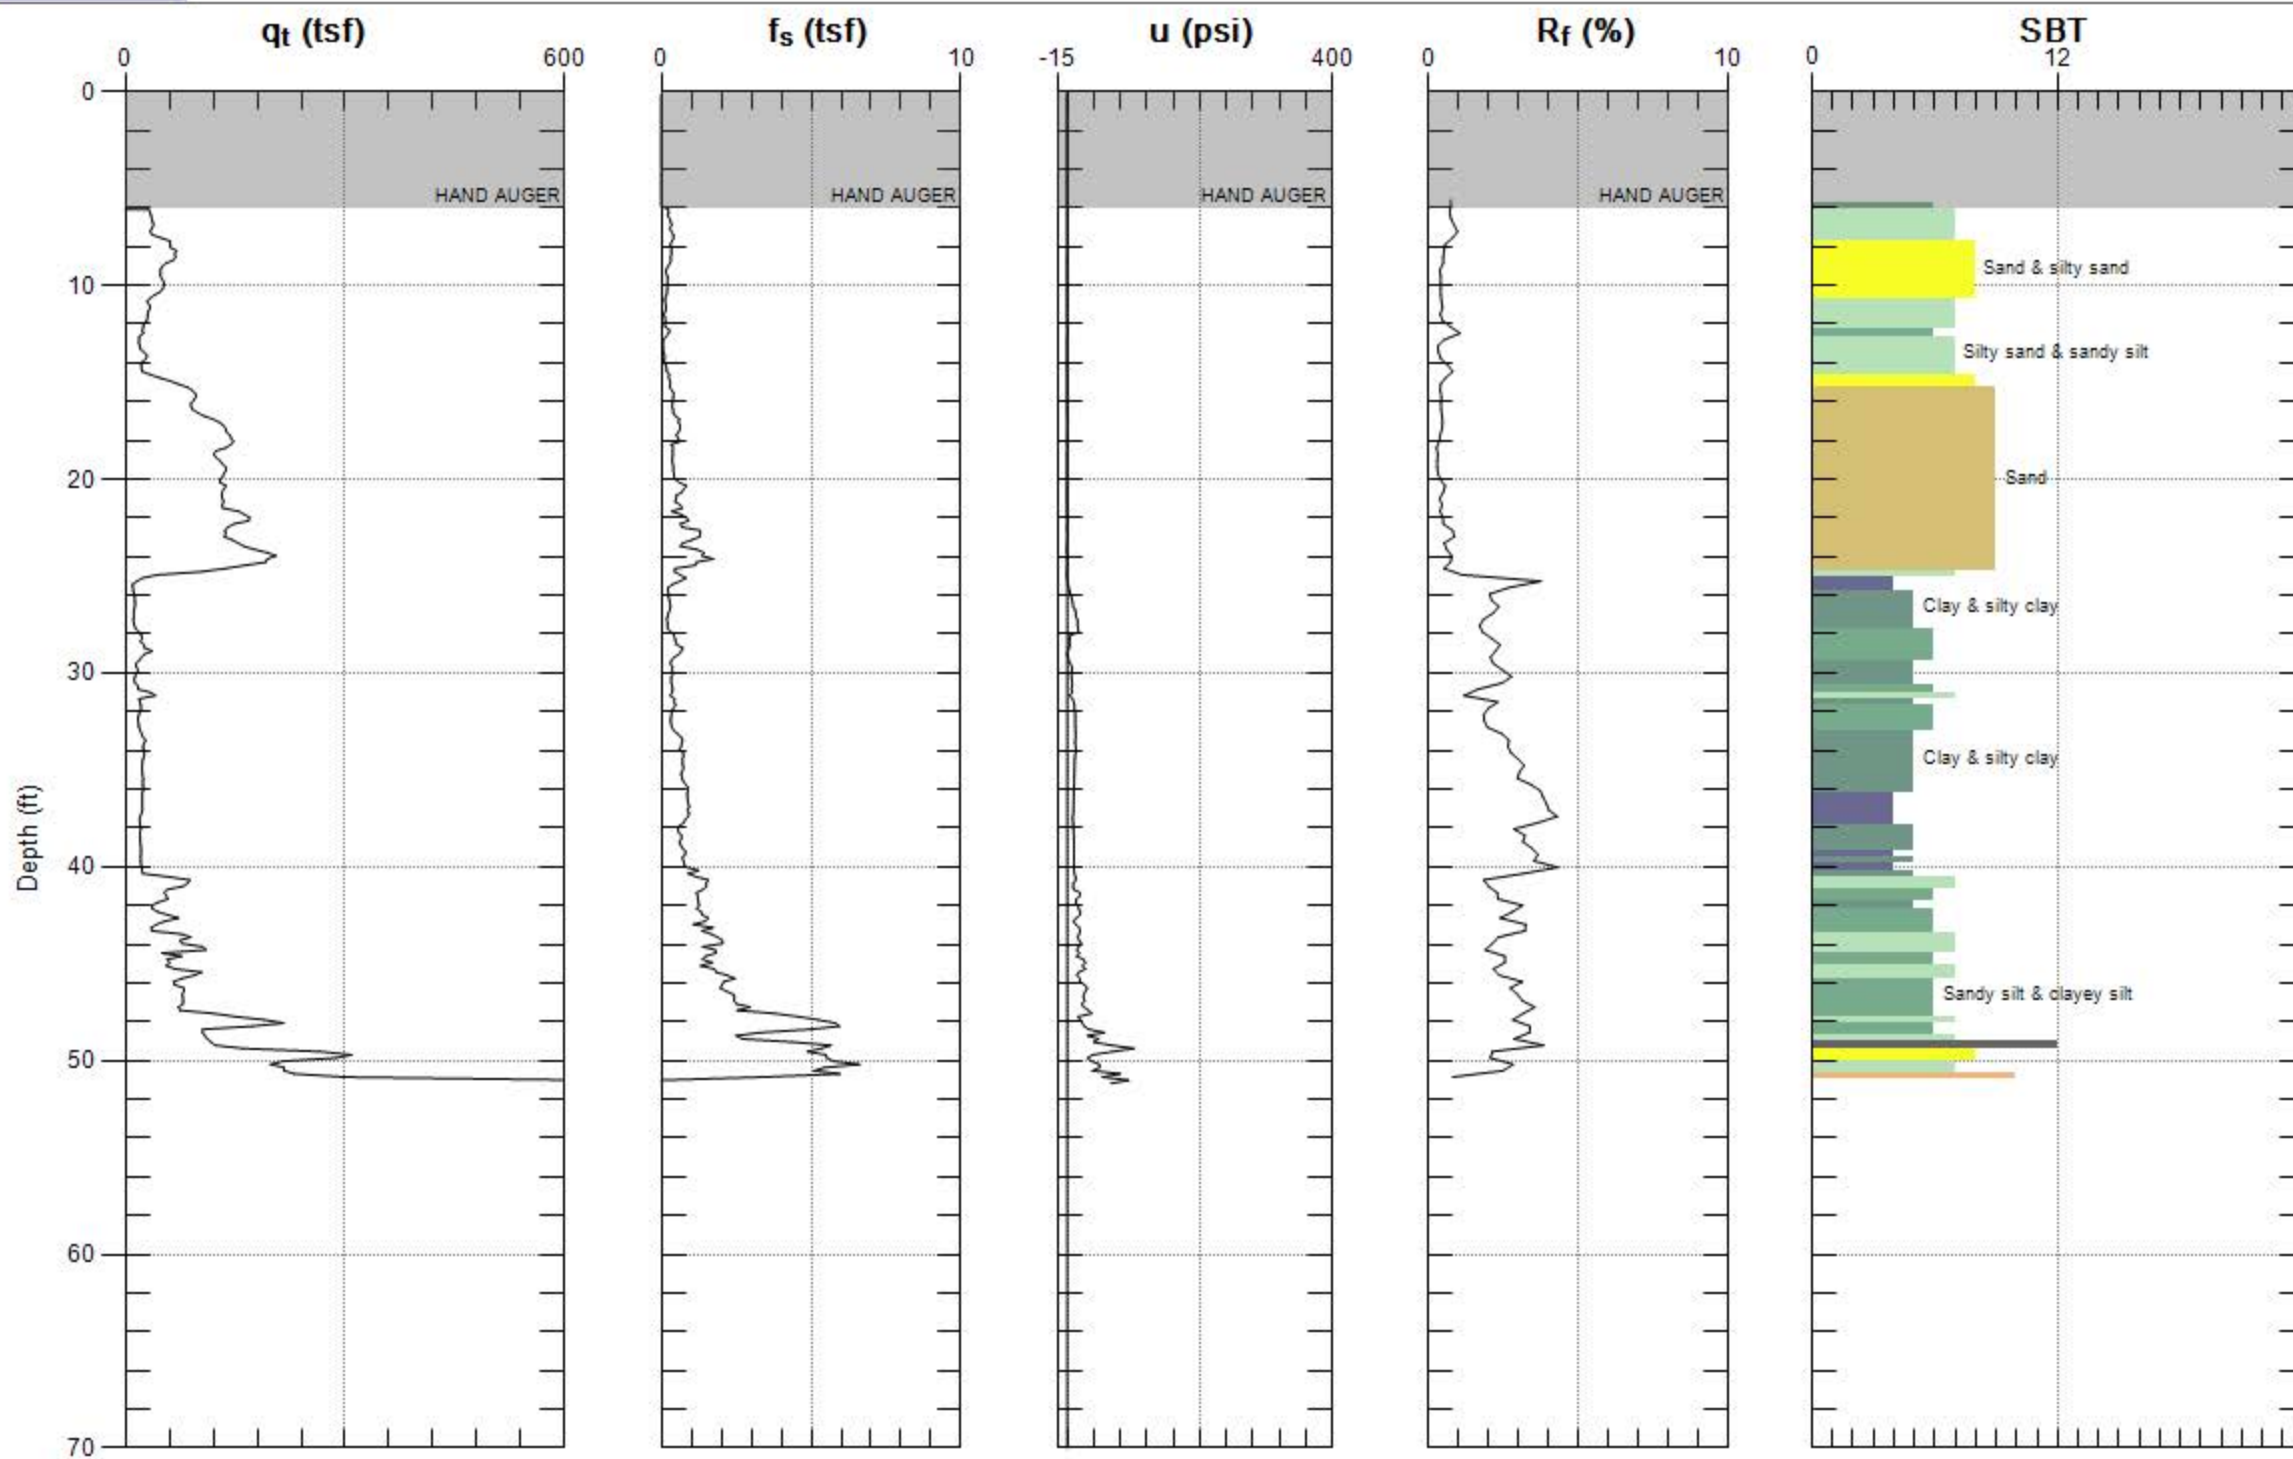 qt (tsf) fs (tsf) u (psi) Rf (%) SBT
0 600 0 10 -15 400 0 10 0 12
0
HAND AUGER HAND AUGER HAND AUGER HAND AUGER
Sand & silty sand
10
Silty sand & sandy silt
20
Sand
Clay & silty clay
30
Clay & silty clay
Depth (ft)
40
Sandy silt & clayey silt
50
60
70